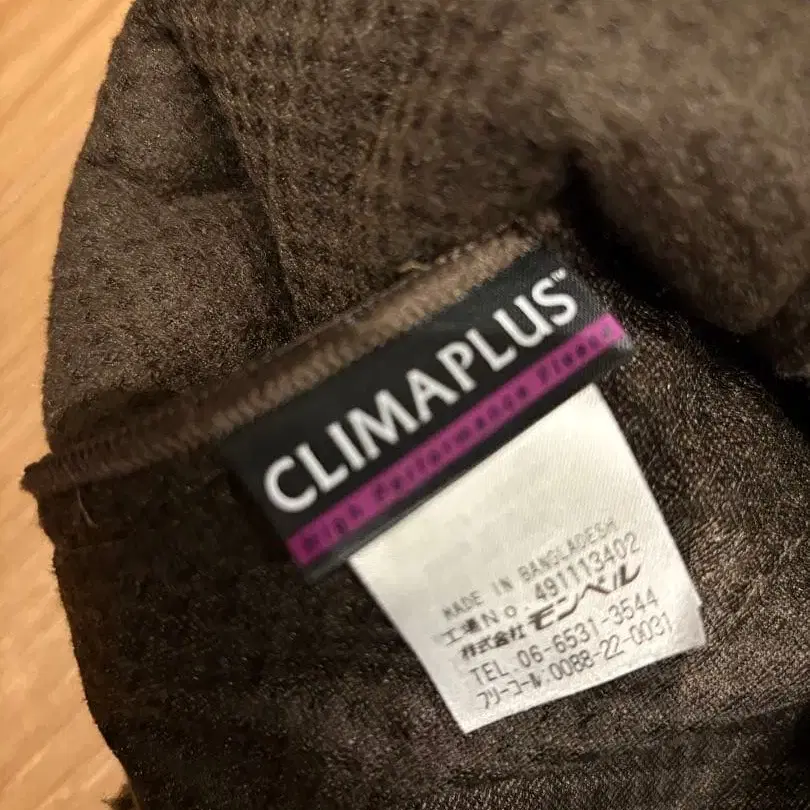 CLIMAPLUS™
High Performance Fleece
MADE IN BANGLADESH
工場No. 491113402
株式会社 モンベル
TEL.06-6531-3544
フリーコール.0088-22-0031